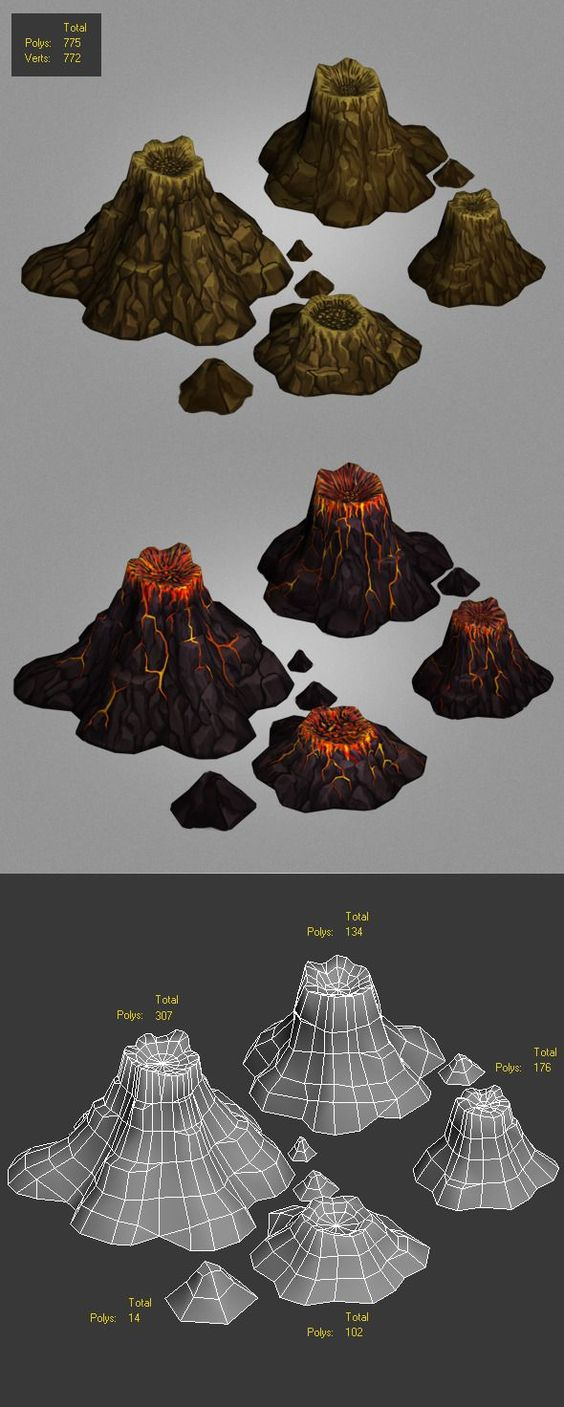 Total
Polys: 775
Verts: 772
Total
Polys: 134
Total
Polys: 307
Total
Polys: 176
Total
Polys: 14
Total
Polys: 102